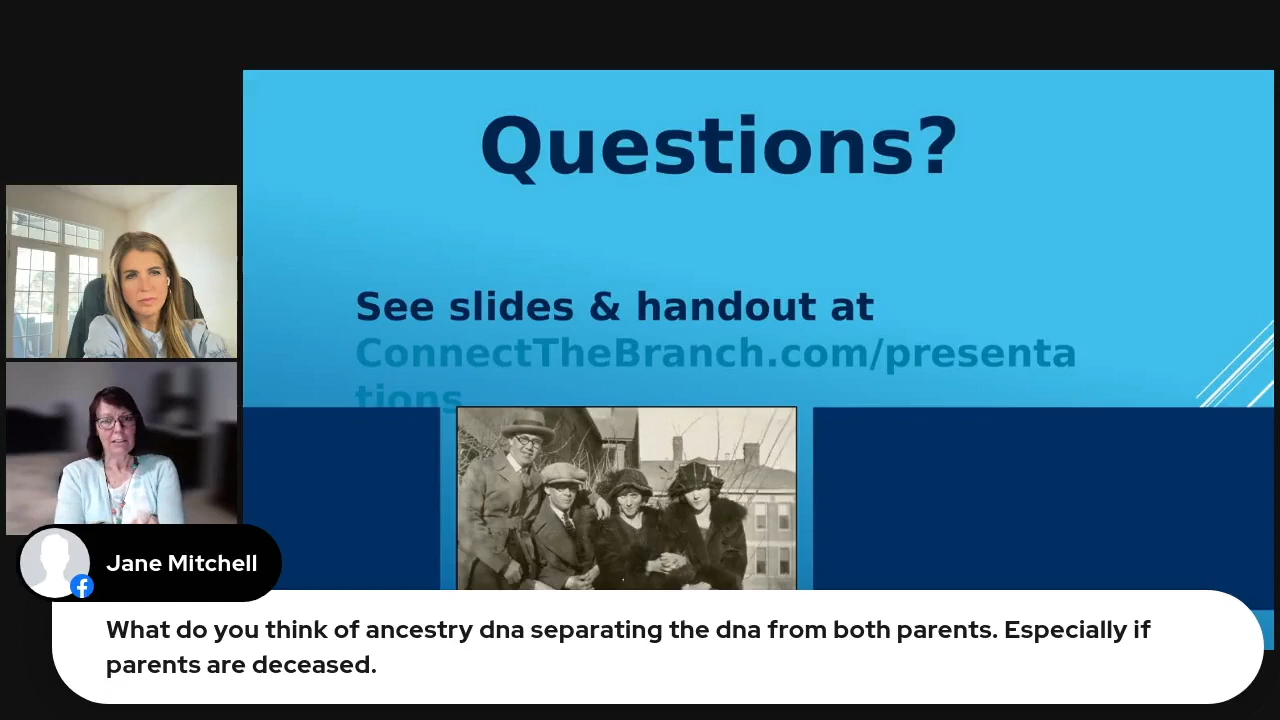 Questions?
See slides & handout at
ConnectTheBranch.com/presenta
tions
Jane Mitchell
What do you think of ancestry dna separating the dna from both parents. Especially if
parents are deceased.